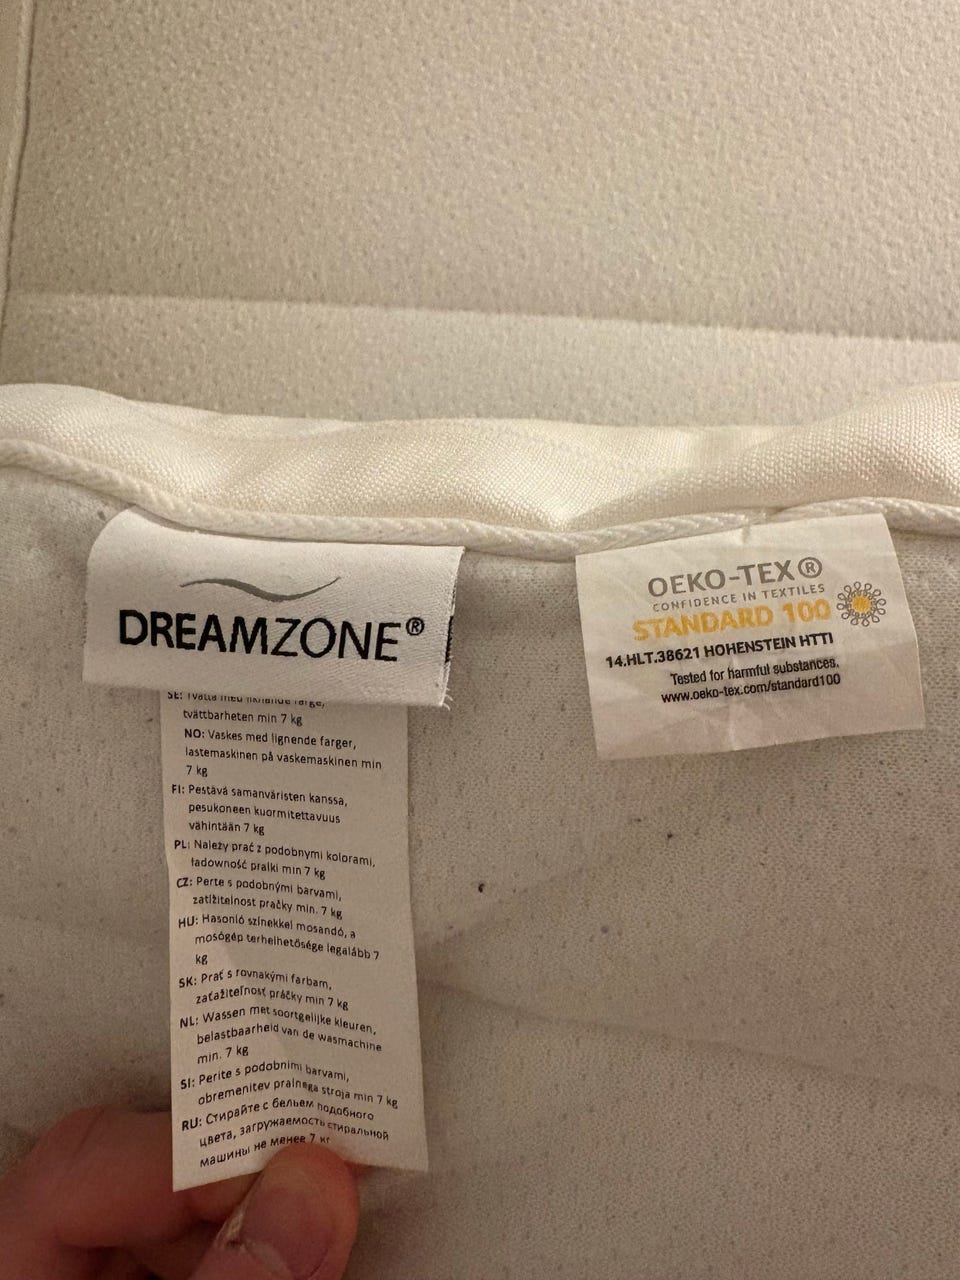 DREAMZONE®
SE: Tvätta med liknande färge,
tvättbarheten min 7 kg
NO: Vaskes med lignende farger,
lastemaskinen på vaskemaskinen min
7 kg
FI: Pestävä samanväristen kanssa,
pesukoneen kuormitettavuus
vähintään 7 kg
PL: Należy prać z podobnymi kolorami,
ładowność pralki min 7 kg
CZ: Perte s podobnými barvami,
zatížitelnost pračky min. 7 kg
HU: Hasonló színekkel mosandó, a
mosógép terhelhetősége legalább 7
kg
SK: Prať s rovnakými farbam,
zaťažiteľnosť práčky min 7 kg
NL: Wassen met soortgelijke kleuren,
belastbaarheid van de wasmachine
min. 7 kg
SI: Perite s podobnimi barvami,
obremenitev pralnega stroja min 7 kg
RU: Стирайте с бельем подобного
цвета, загружаемость стиральной
машины не менее 7 кг
OEKO-TEX®
CONFIDENCE IN TEXTILES
STANDARD 100
14.HLT.38621 HOHENSTEIN HTTI
Tested for harmful substances.
www.oeko-tex.com/standard100